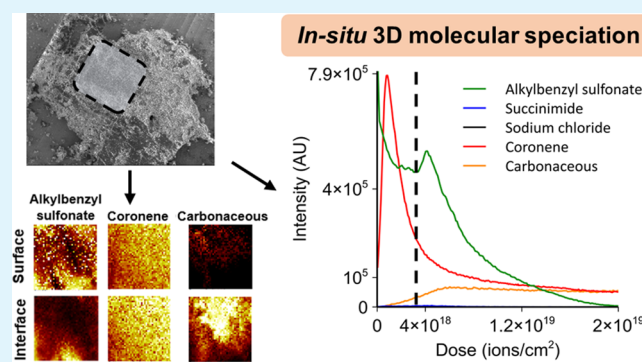 In-situ 3D molecular speciation
Alkylbenzyl
sulfonate
Coronene
Carbonaceous
Surface
Interface
7.9×10⁵
4×10⁵
10⁵
0
Intensity (AU)
Alkylbenzyl sulfonate
Succinimide
Sodium chloride
Coronene
Carbonaceous
0
4×10¹⁸
1.2×10¹⁹
2×10¹⁹
Dose (ions/cm²)